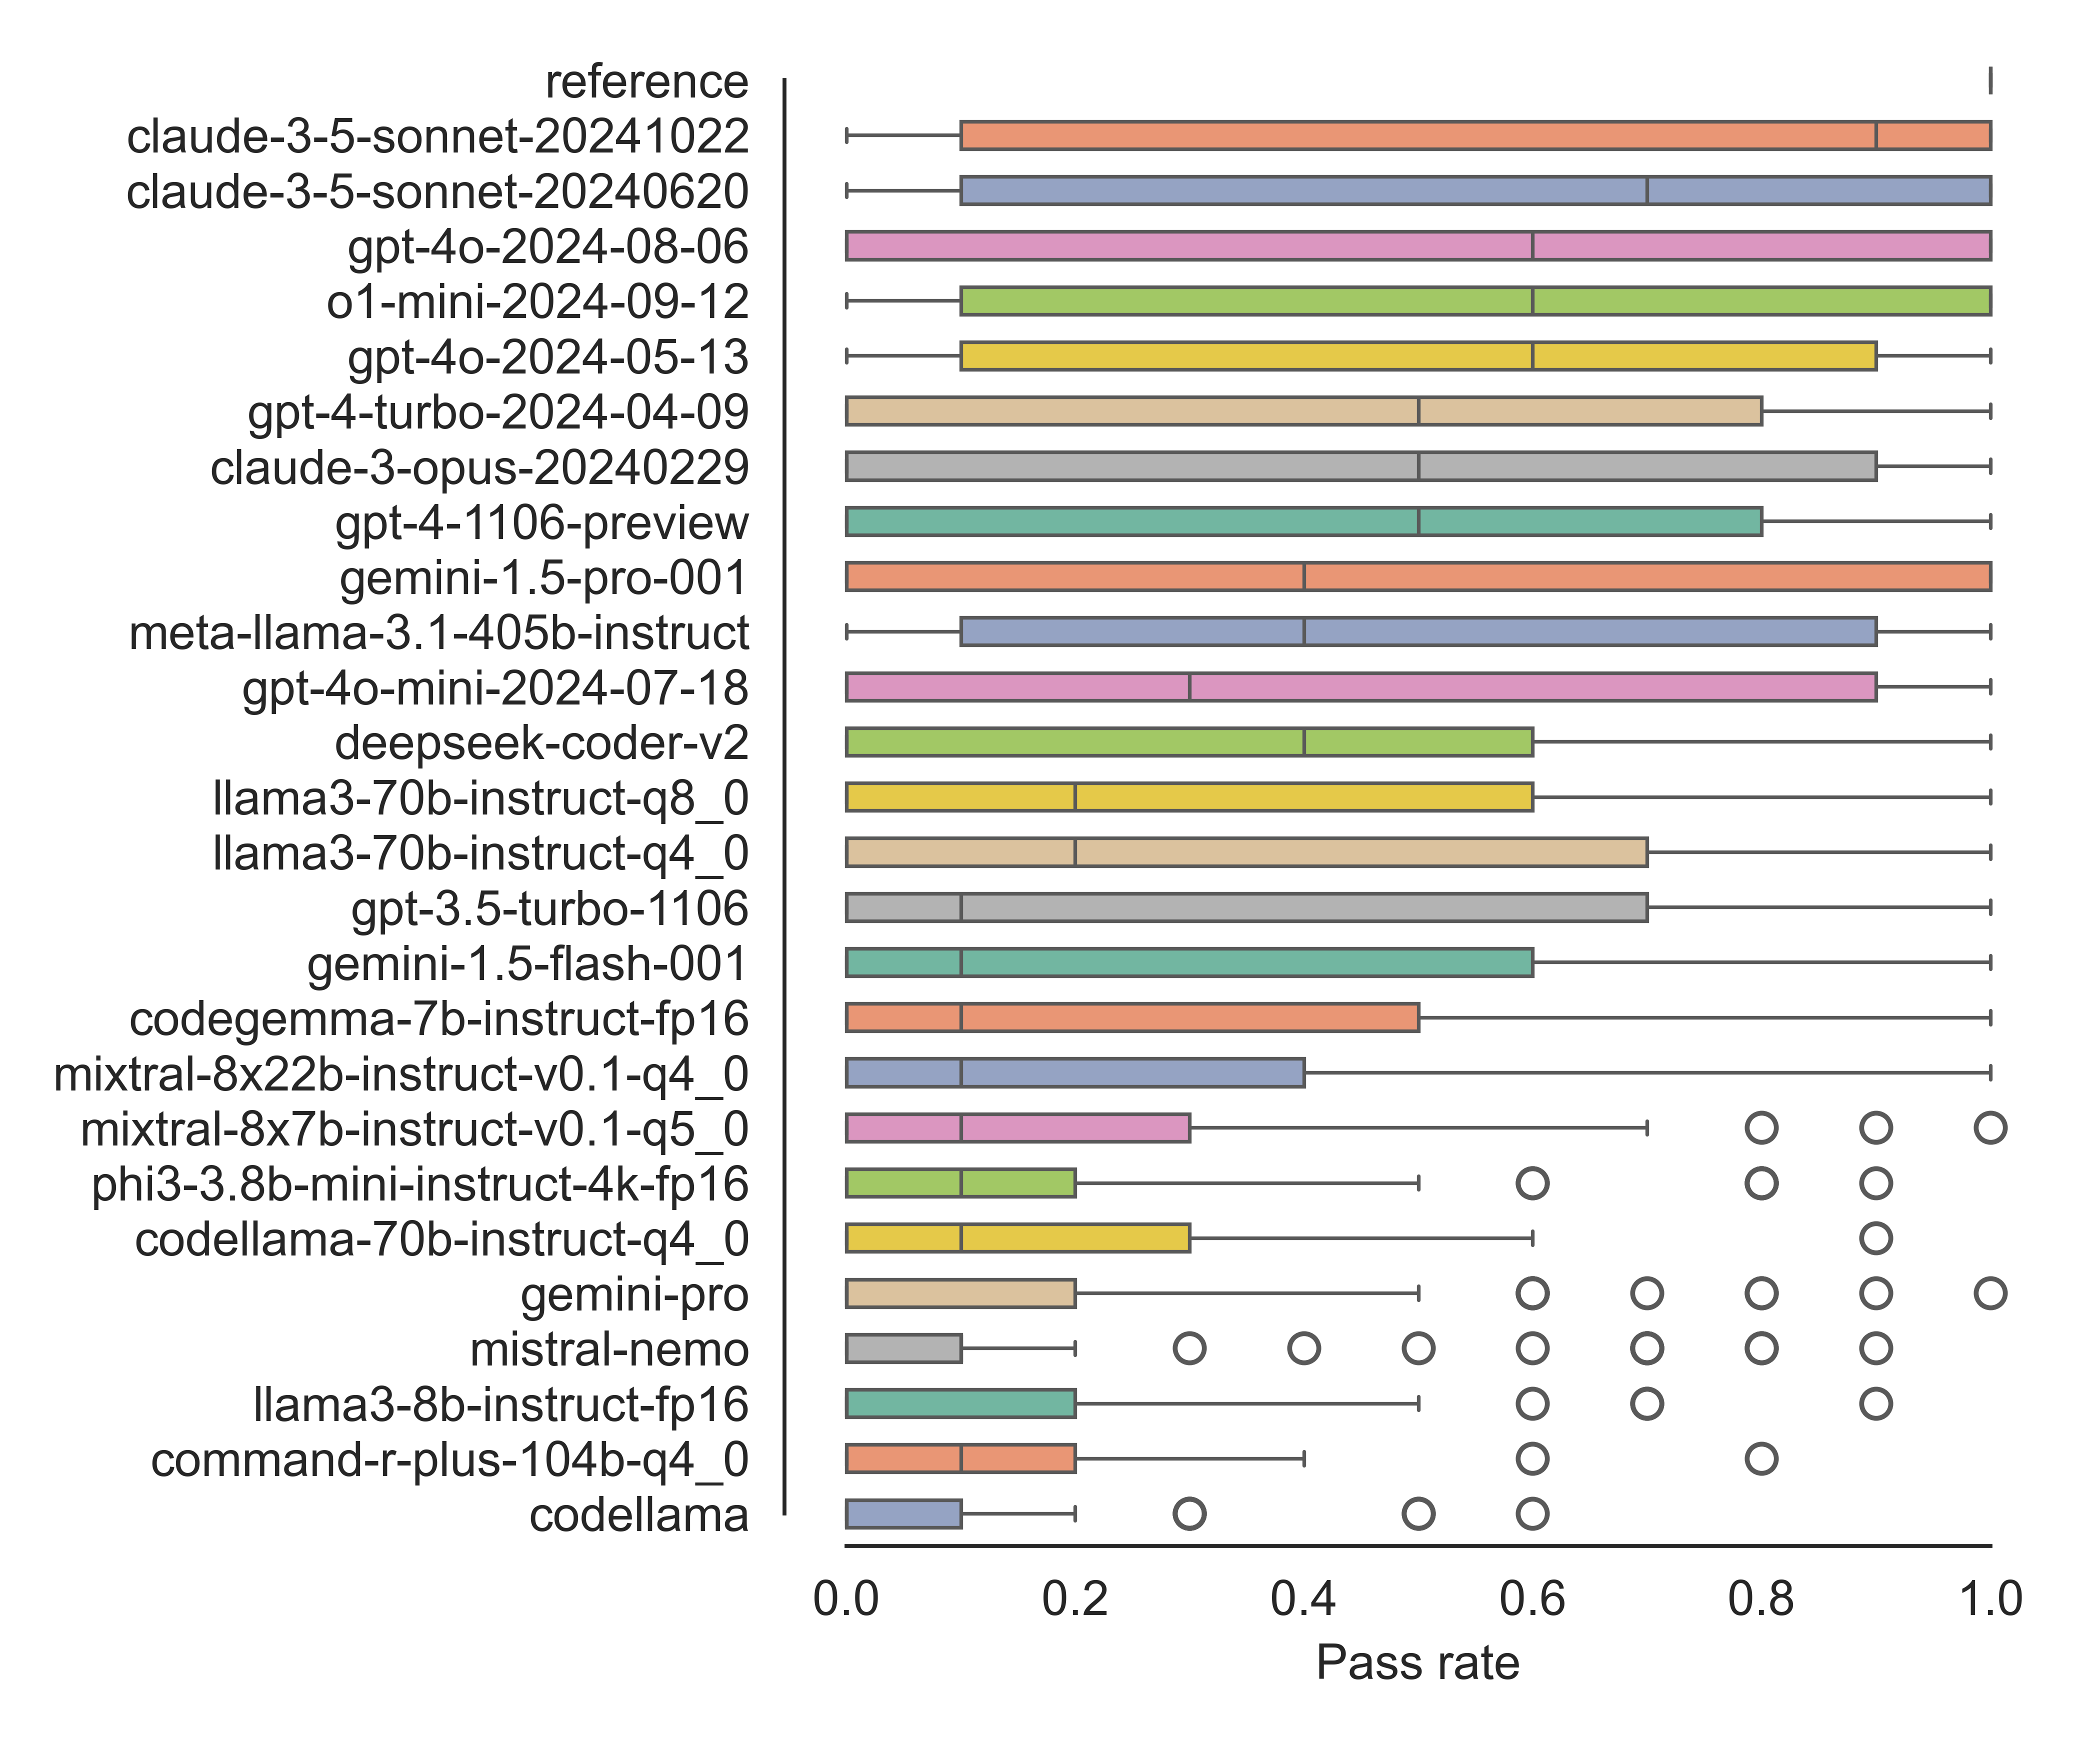 reference
claude-3-5-sonnet-20241022
claude-3-5-sonnet-20240620
gpt-4o-2024-08-06
o1-mini-2024-09-12
gpt-4o-2024-05-13
gpt-4-turbo-2024-04-09
claude-3-opus-20240229
gpt-4-1106-preview
gemini-1.5-pro-001
meta-llama-3.1-405b-instruct
gpt-4o-mini-2024-07-18
deepseek-coder-v2
llama3-70b-instruct-q8_0
llama3-70b-instruct-q4_0
gpt-3.5-turbo-1106
gemini-1.5-flash-001
codegemma-7b-instruct-fp16
mixtral-8x22b-instruct-v0.1-q4_0
mixtral-8x7b-instruct-v0.1-q5_0
phi3-3.8b-mini-instruct-4k-fp16
codellama-70b-instruct-q4_0
gemini-pro
mistral-nemo
llama3-8b-instruct-fp16
command-r-plus-104b-q4_0
codellama
0.0 0.2 0.4 0.6 0.8 1.0
Pass rate